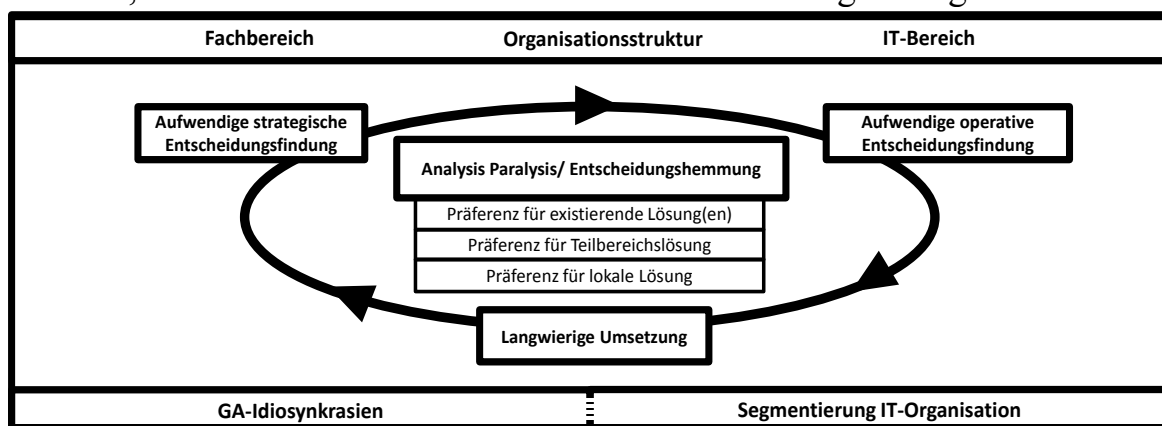 Fachbereich Organisationsstruktur IT-Bereich
Aufwendige strategische
Entscheidungsfindung
Aufwendige operative
Entscheidungsfindung
Analysis Paralysis/ Entscheidungshemmung
Präferenz für existierende Lösung(en)
Präferenz für Teilbereichslösung
Präferenz für lokale Lösung
Langwierige Umsetzung
GA-Idiosynkrasien Segmentierung IT-Organisation